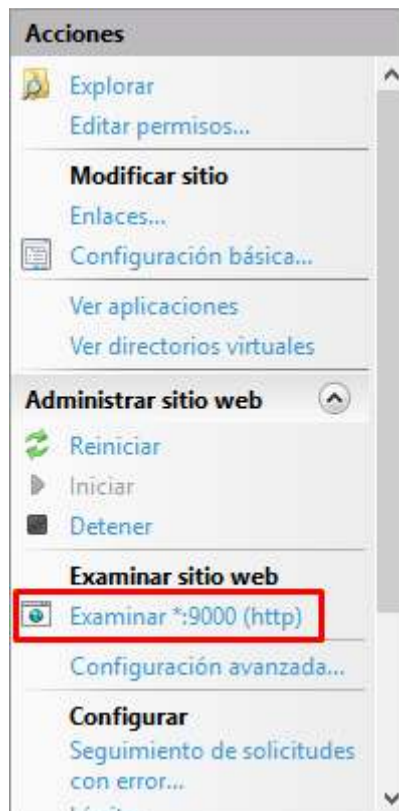 Acciones
Explorar
Editar permisos...
Modificar sitio
Enlaces...
Configuración básica...
Ver aplicaciones
Ver directorios virtuales
Administrar sitio web
Reiniciar
Iniciar
Detener
Examinar sitio web
Examinar *:9000 (http)
Configuración avanzada...
Configurar
Seguimiento de solicitudes
con error...